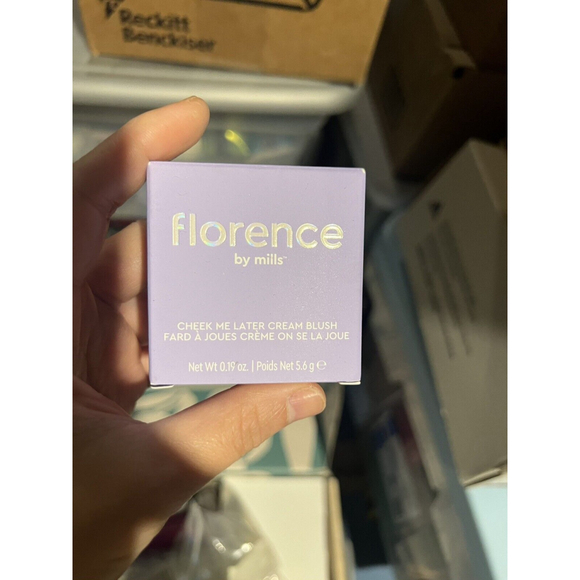 Reckitt
Benckiser
florence
by mills™
CHEEK ME LATER CREAM BLUSH
FARD À JOUES CRÈME ON SE LA JOUE
Net Wt 0.19 oz. | Poids Net 5.6 g ℮